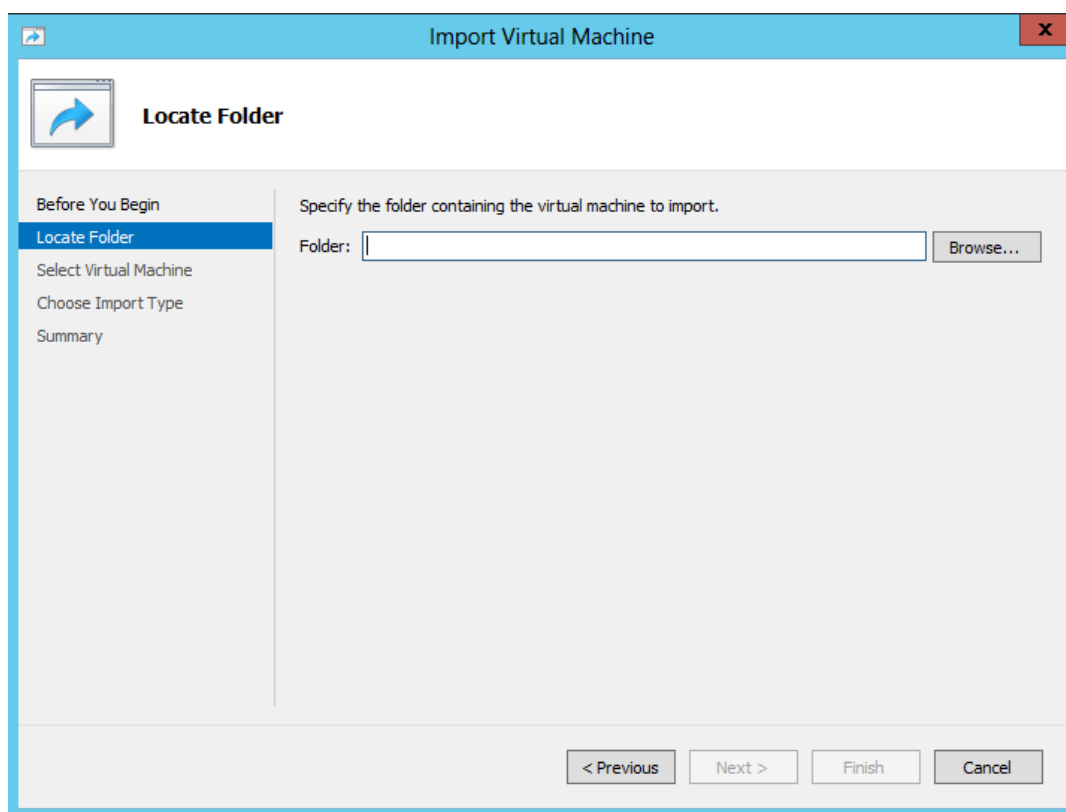 Import Virtual Machine
x
Locate Folder
Before You Begin
Locate Folder
Select Virtual Machine
Choose Import Type
Summary
Specify the folder containing the virtual machine to import.
Folder:
Browse...
< Previous
Next >
Finish
Cancel